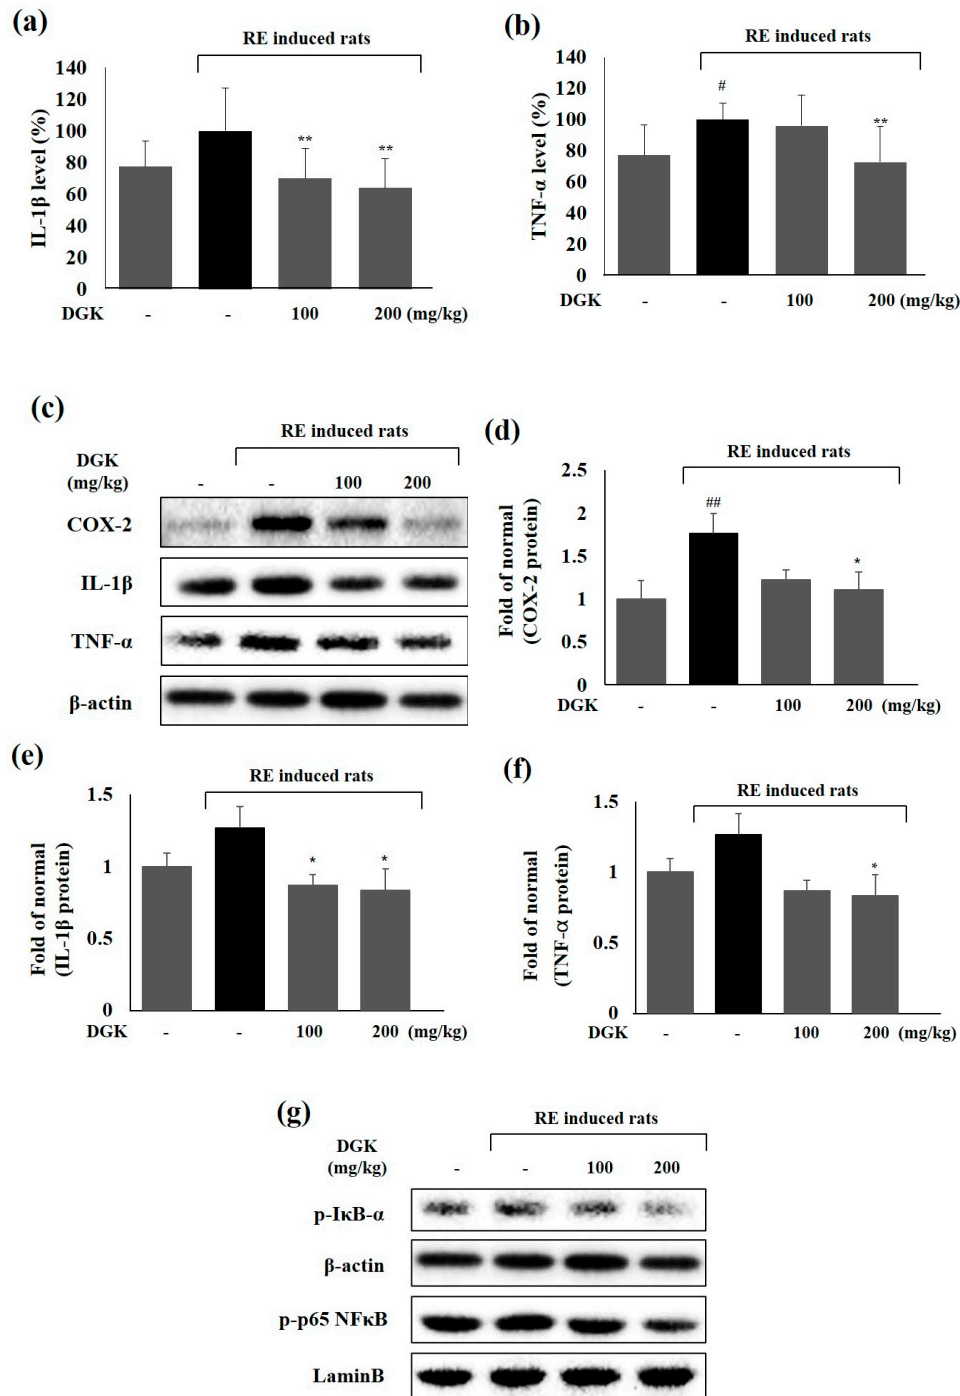 (a)
RE induced rats
140
120
100
80
60
40
20
0
IL-1β level (%)
**
**
DGK - - 100 200 (mg/kg)
(b)
RE induced rats
140
120
100
80
60
40
20
0
TNF-α level (%)
#
**
DGK - - 100 200 (mg/kg)
(c)
RE induced rats
DGK
(mg/kg) - - 100 200
COX-2
IL-1β
TNF-α
β-actin
(d)
RE induced rats
2.5
2
1.5
1
0.5
0
Fold of normal
(COX-2 protein)
##
*
DGK - - 100 200 (mg/kg)
(e)
RE induced rats
1.5
1
0.5
0
Fold of normal
(IL-1β protein)
*
*
DGK - - 100 200 (mg/kg)
(f)
RE induced rats
1.5
1
0.5
0
Fold of normal
(TNF-α protein)
*
DGK - - 100 200 (mg/kg)
(g)
RE induced rats
DGK
(mg/kg) - - 100 200
p-IκB-α
β-actin
p-p65 NFκB
LaminB